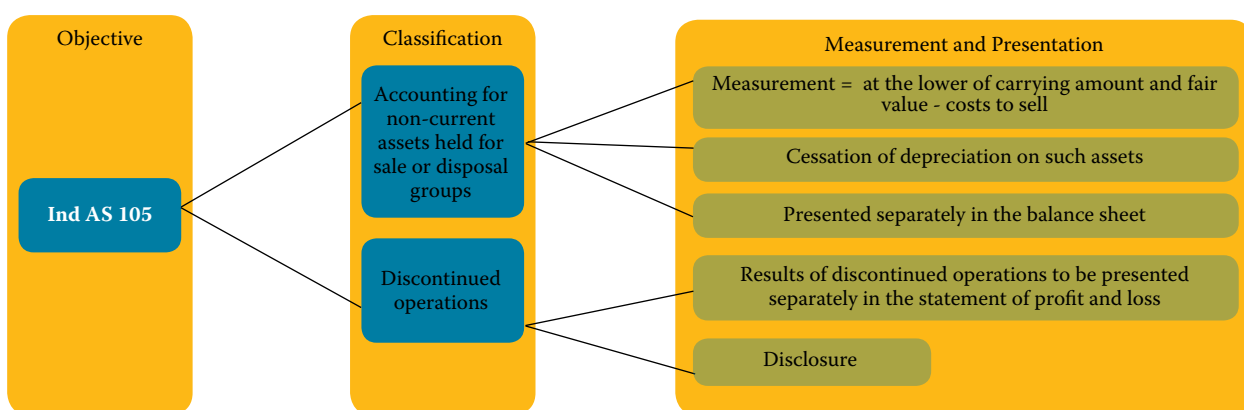 Objective
Ind AS 105
Classification
Accounting for
non-current
assets held for
sale or disposal
groups
Discontinued
operations
Measurement and Presentation
Measurement = at the lower of carrying amount and fair
value - costs to sell
Cessation of depreciation on such assets
Presented separately in the balance sheet
Results of discontinued operations to be presented
separately in the statement of profit and loss
Disclosure